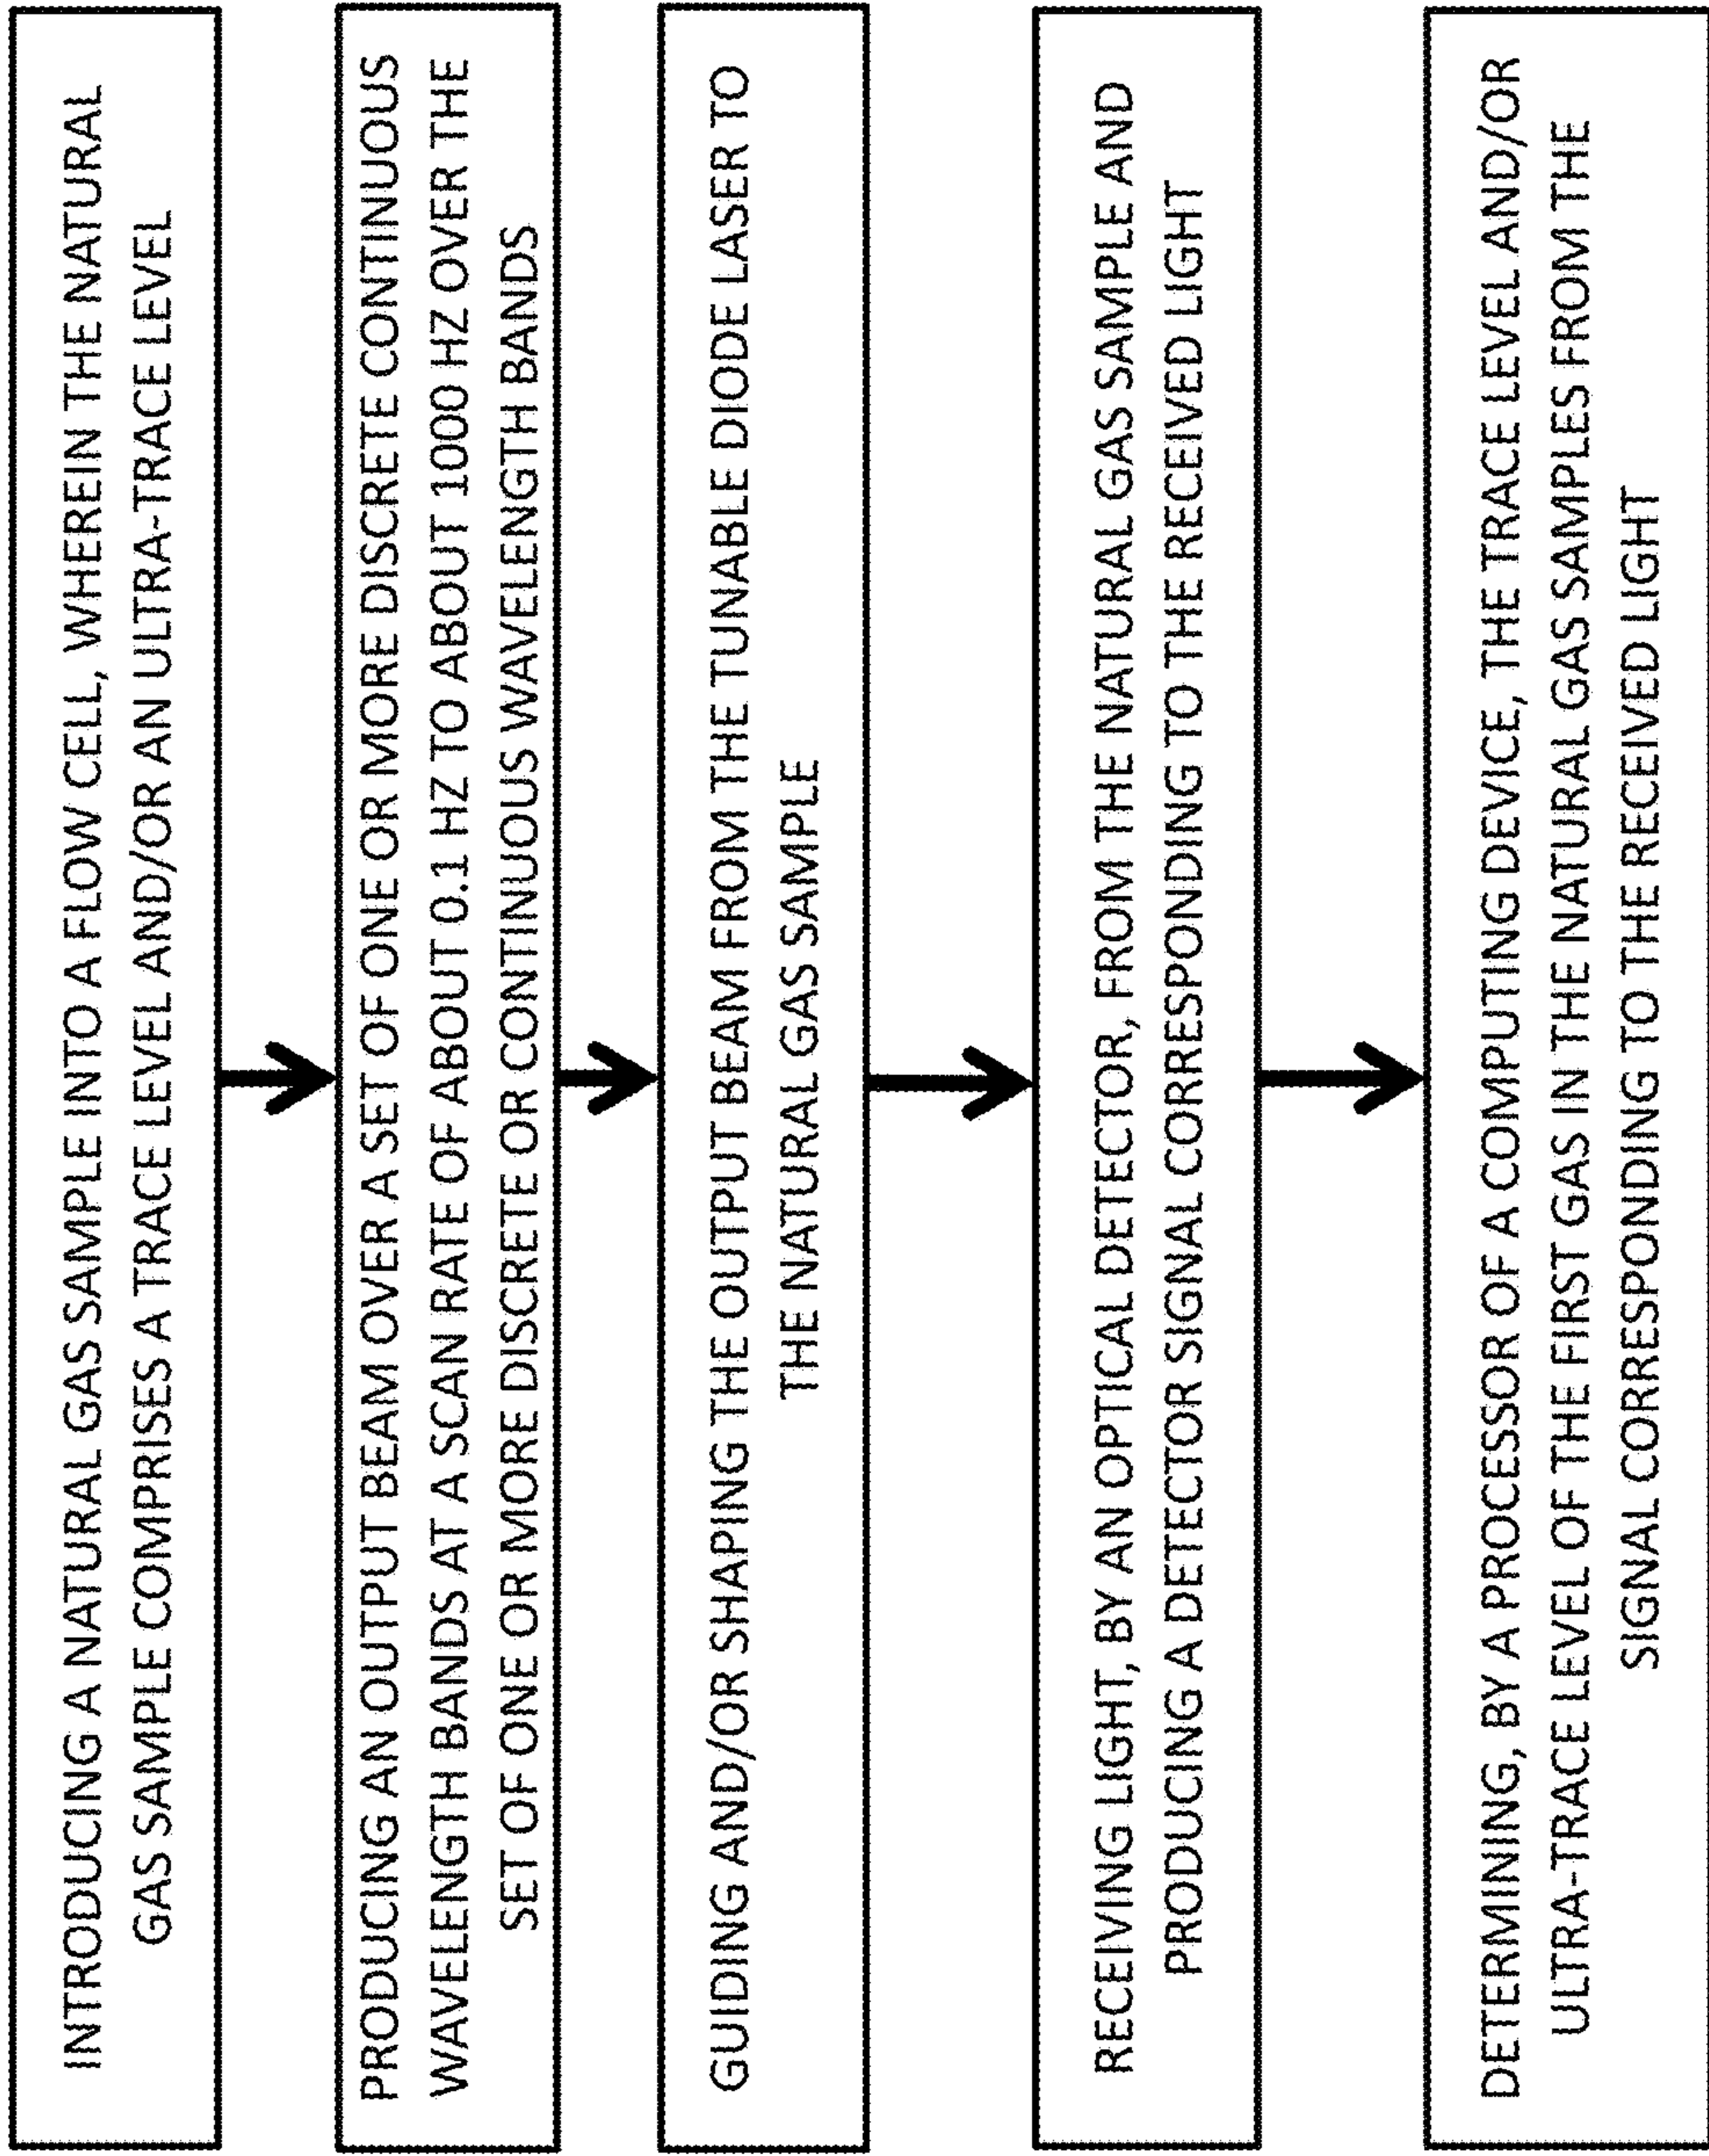 INTRODUCING A NATURAL GAS SAMPLE INTO A FLOW CELL, WHEREIN THE NATURAL
GAS SAMPLE COMPRISES A TRACE LEVEL AND/OR AN ULTRA-TRACE LEVEL
PRODUCING AN OUTPUT BEAM OVER A SET OF ONE OR MORE DISCRETE CONTINUOUS
WAVELENGTH BANDS AT A SCAN RATE OF ABOUT 0.1 HZ TO ABOUT 1000 HZ OVER THE
SET OF ONE OR MORE DISCRETE OR CONTINUOUS WAVELENGTH BANDS
GUIDING AND/OR SHAPING THE OUTPUT BEAM FROM THE TUNABLE DIODE LASER TO
THE NATURAL GAS SAMPLE
RECEIVING LIGHT, BY AN OPTICAL DETECTOR, FROM THE NATURAL GAS SAMPLE AND
PRODUCING A DETECTOR SIGNAL CORRESPONDING TO THE RECEIVED LIGHT
DETERMINING, BY A PROCESSOR OF A COMPUTING DEVICE, THE TRACE LEVEL AND/OR
ULTRA-TRACE LEVEL OF THE FIRST GAS IN THE NATURAL GAS SAMPLES FROM THE
SIGNAL CORRESPONDING TO THE RECEIVED LIGHT